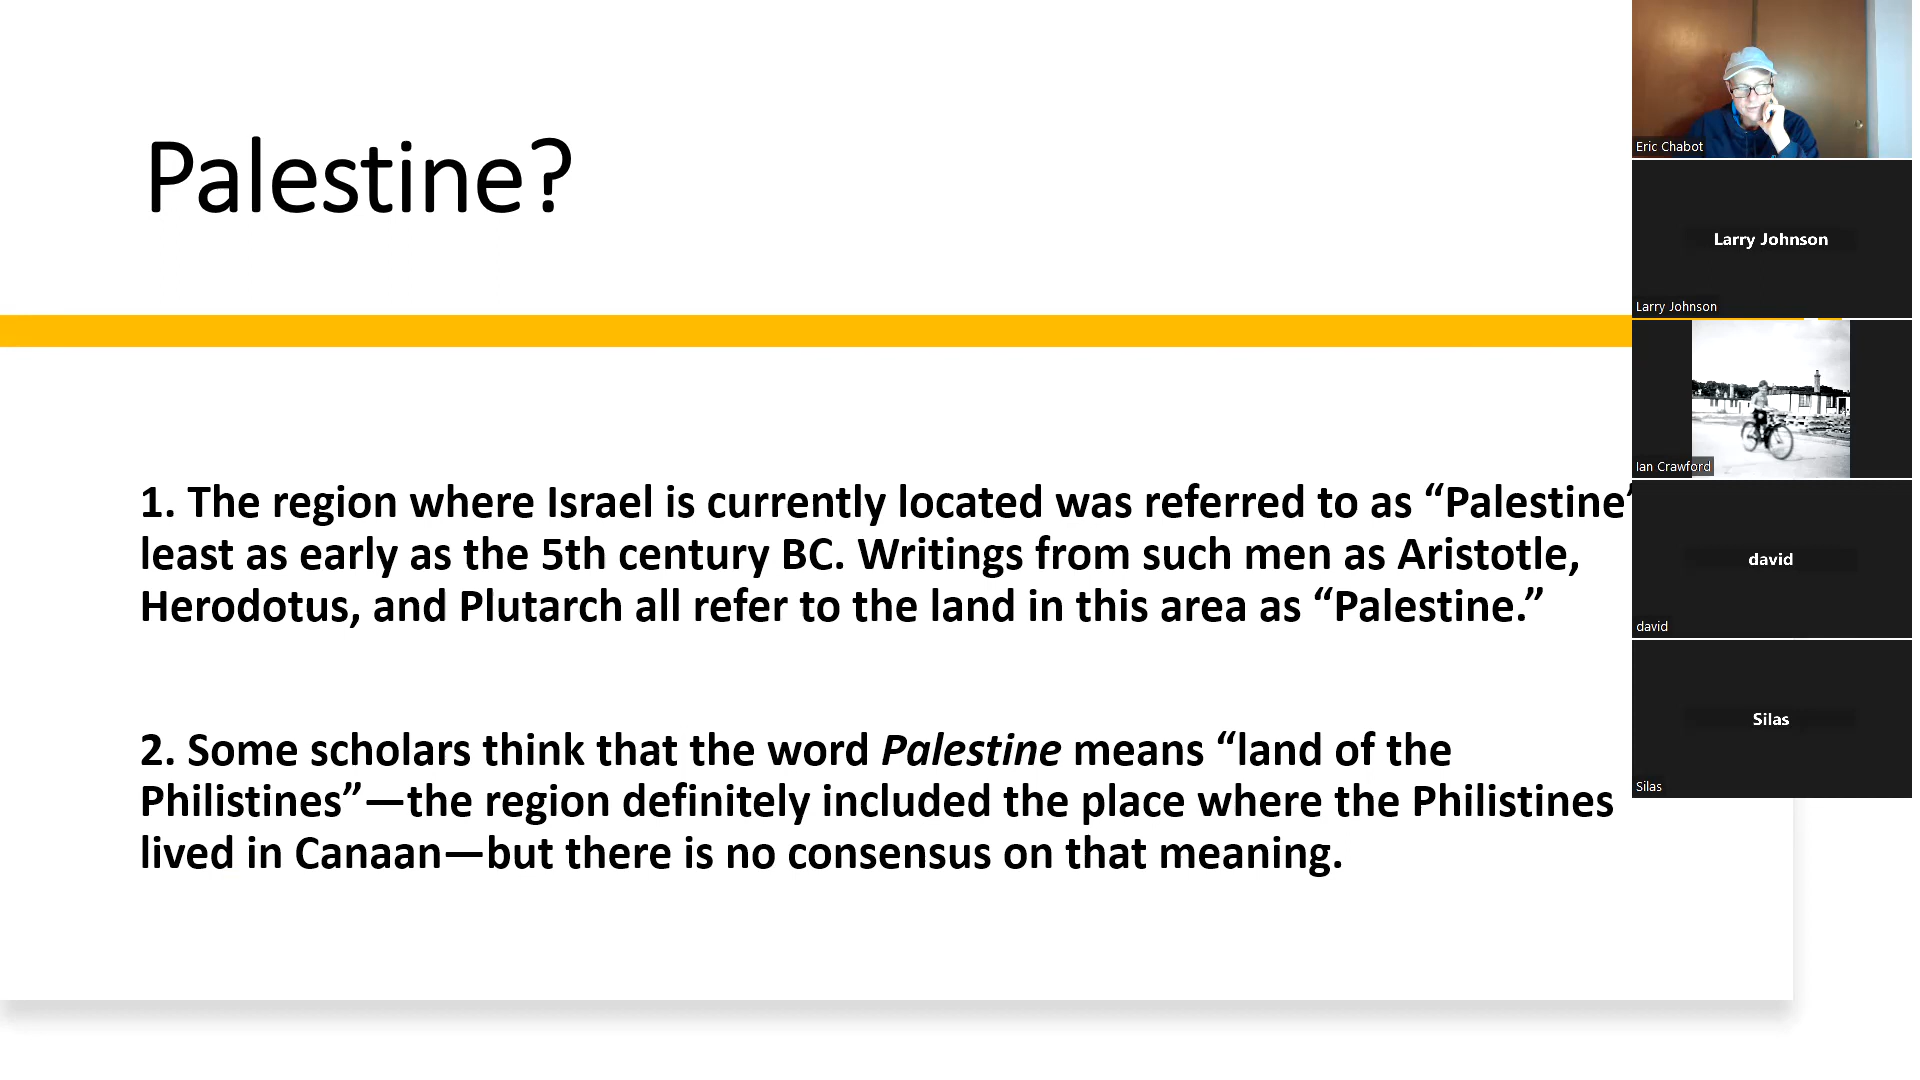 Palestine?
1. The region where Israel is currently located was referred to as “Palestine”
least as early as the 5th century BC. Writings from such men as Aristotle,
Herodotus, and Plutarch all refer to the land in this area as “Palestine.”
2. Some scholars think that the word Palestine means “land of the
Philistines”—the region definitely included the place where the Philistines
lived in Canaan—but there is no consensus on that meaning.
Eric Chabot
Larry Johnson
Larry Johnson
Ian Crawford
david
david
Silas
Silas